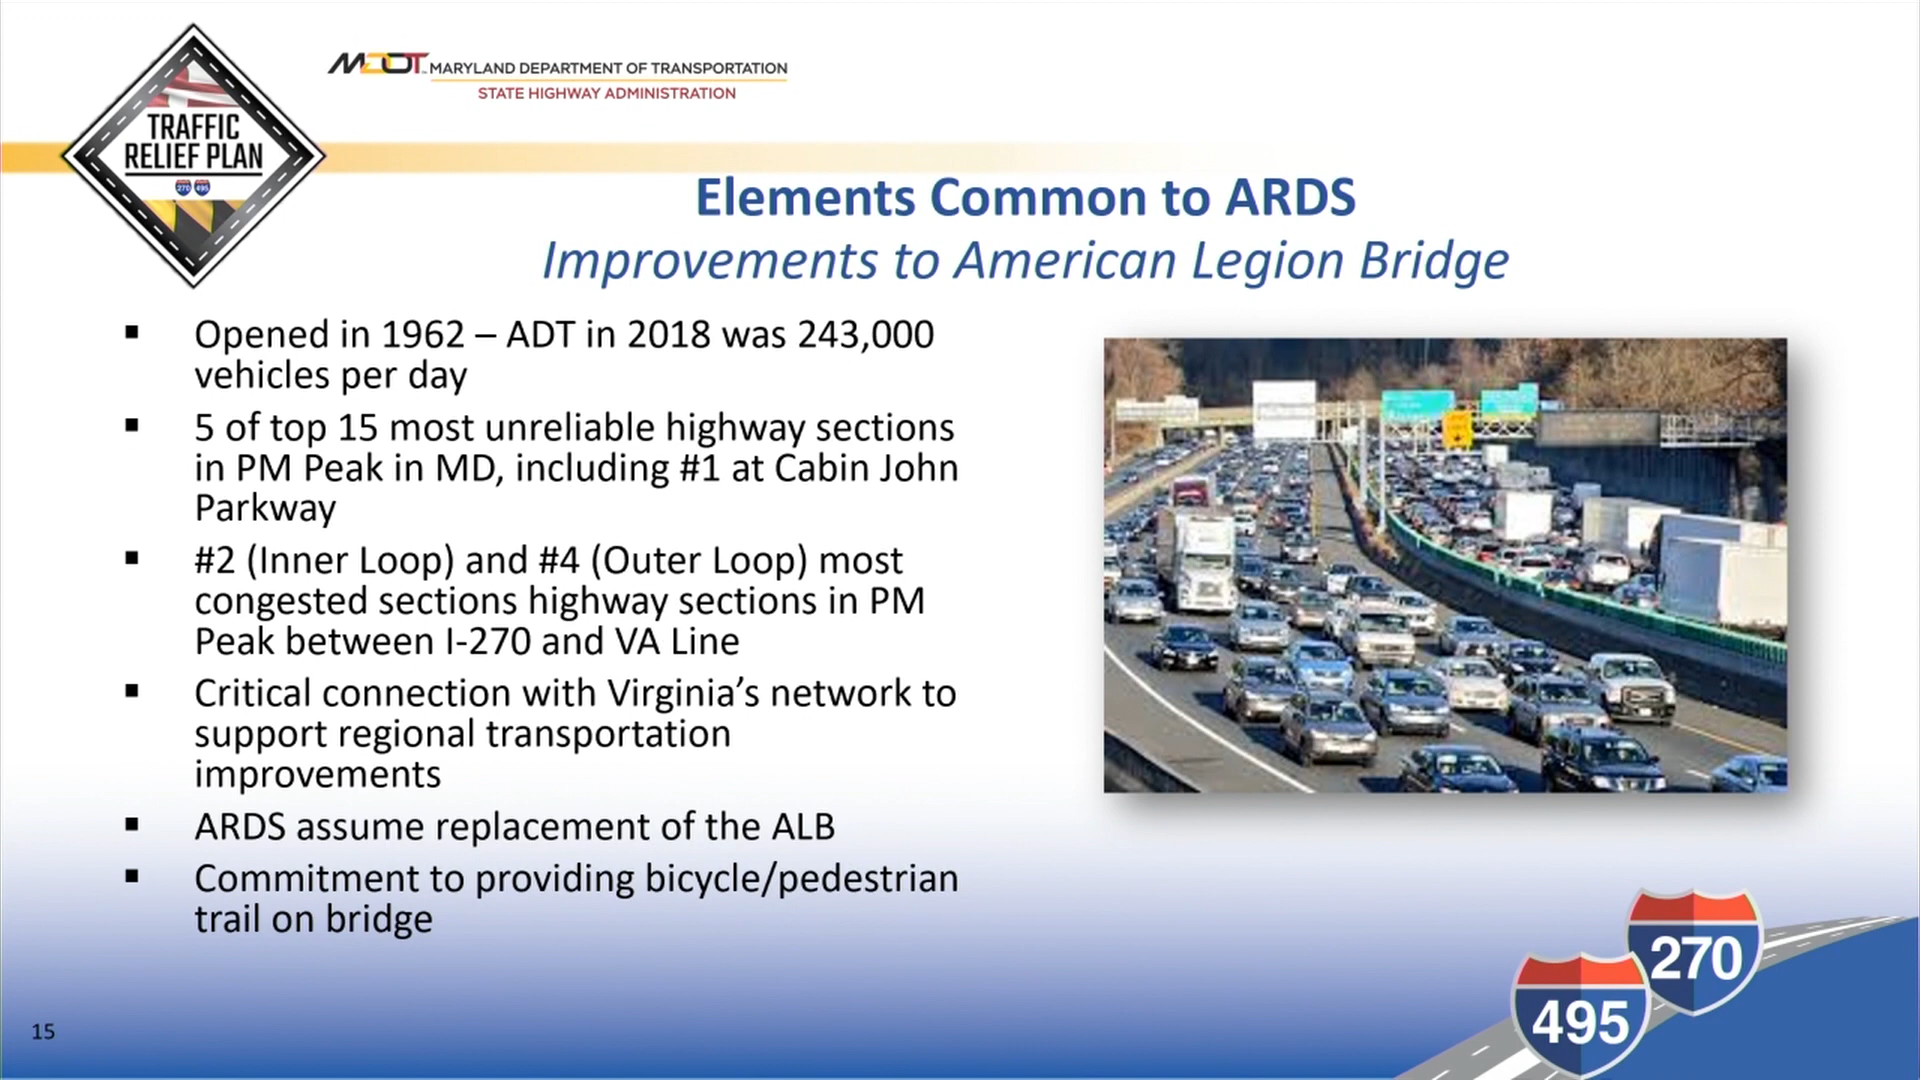 MDOT MARYLAND DEPARTMENT OF TRANSPORTATION
STATE HIGHWAY ADMINISTRATION
TRAFFIC
RELIEF PLAN
270 495
Elements Common to ARDS
Improvements to American Legion Bridge
▪ Opened in 1962 – ADT in 2018 was 243,000
vehicles per day
▪ 5 of top 15 most unreliable highway sections
in PM Peak in MD, including #1 at Cabin John
Parkway
▪ #2 (Inner Loop) and #4 (Outer Loop) most
congested sections highway sections in PM
Peak between I-270 and VA Line
▪ Critical connection with Virginia’s network to
support regional transportation
improvements
▪ ARDS assume replacement of the ALB
▪ Commitment to providing bicycle/pedestrian
trail on bridge
270
495
15